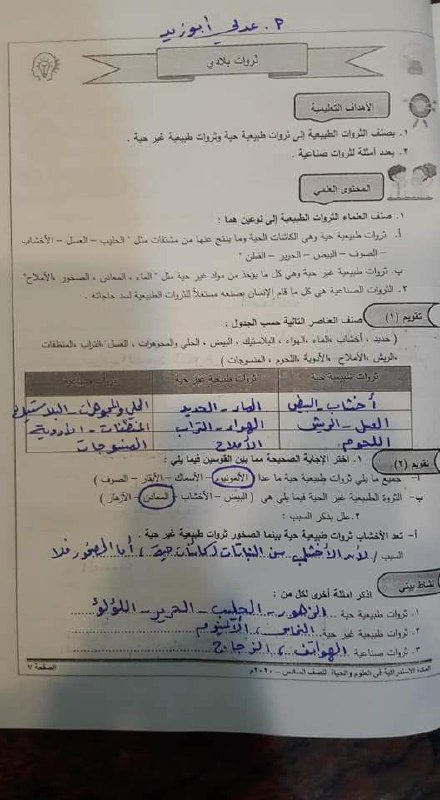 م. عدلي أبوزيد
ثروات بلادي
الأهداف التعليمية
١. يصنف الثروات الطبيعية إلى ثروات طبيعية حية وثروات طبيعية غير حية .
٢. يعدد أمثلة لثروات صناعية .
المحتوى العلمي
١. صنف العلماء الثروات الطبيعية إلى نوعين هما :
أ. ثروات طبيعية حية وهي الكائنات الحية وما ينتج عنها من مشتقات مثل " الحليب – العسل – الأخشاب
– الصوف – البيض – الحرير – القطن "
ب. ثروات طبيعية غير حية وهي كل ما يؤخذ من مواد غير حية مثل " الماء ، المعادن ، الصخور ، الأملاح"
٢. الثروات الصناعية هي كل ما قام الإنسان بصنعه مستغلاً الثروات الطبيعية لسد حاجاته .
تقويم (١) صنف العناصر التالية حسب الجدول :
( حديد ، أخشاب ، الماء ، الهواء ، البلاستيك ، البيض ، الحلي والمجوهرات ، العسل ، التراب ، المنظفات
، الريش ، الأملاح ، الأدوية ، اللحوم ، المنسوجات )
ثروات طبيعية حية ثروات طبيعية غير حية ثروات صناعية
أخشاب – البيض الماء – الحديد الحلي والمجوهرات – البلاستيك
العسل – الريش الهواء – التراب المنظفات – الأدوية
اللحوم الأملاح المنسوجات
تقويم (٢) ١. اختر الإجابة الصحيحة مما بين القوسين فيما يلي :
أ- جميع ما يلي ثروات طبيعية حية ما عدا ( الألمونيوم – الأسماك – الأبقار – الصوف )
ب- الثروة الطبيعية غير الحية فيما يلي هي ( البيض – الأخشاب – المعادن – الأزهار )
٢. علل بذكر السبب :
أ- تعد الأخشاب ثروات طبيعية حية بينما الصخور ثروات طبيعية غير حية .
السبب / لأن الأخشاب من النباتات (كائنات حية) أما الصخور فلا
نشاط بيتي اذكر امثلة أخرى لكل من :
١. ثروات طبيعية حية الزهور – الحليب – الحرير – اللؤلؤ
٢. ثروات طبيعية غير حية النحاس ،
٣. ثروات صناعية الهواتف ، الزجاج
المادة الاستدراكية في العلوم والحياة للصف السادس – ٢٠٢٠م الصفحة ٧